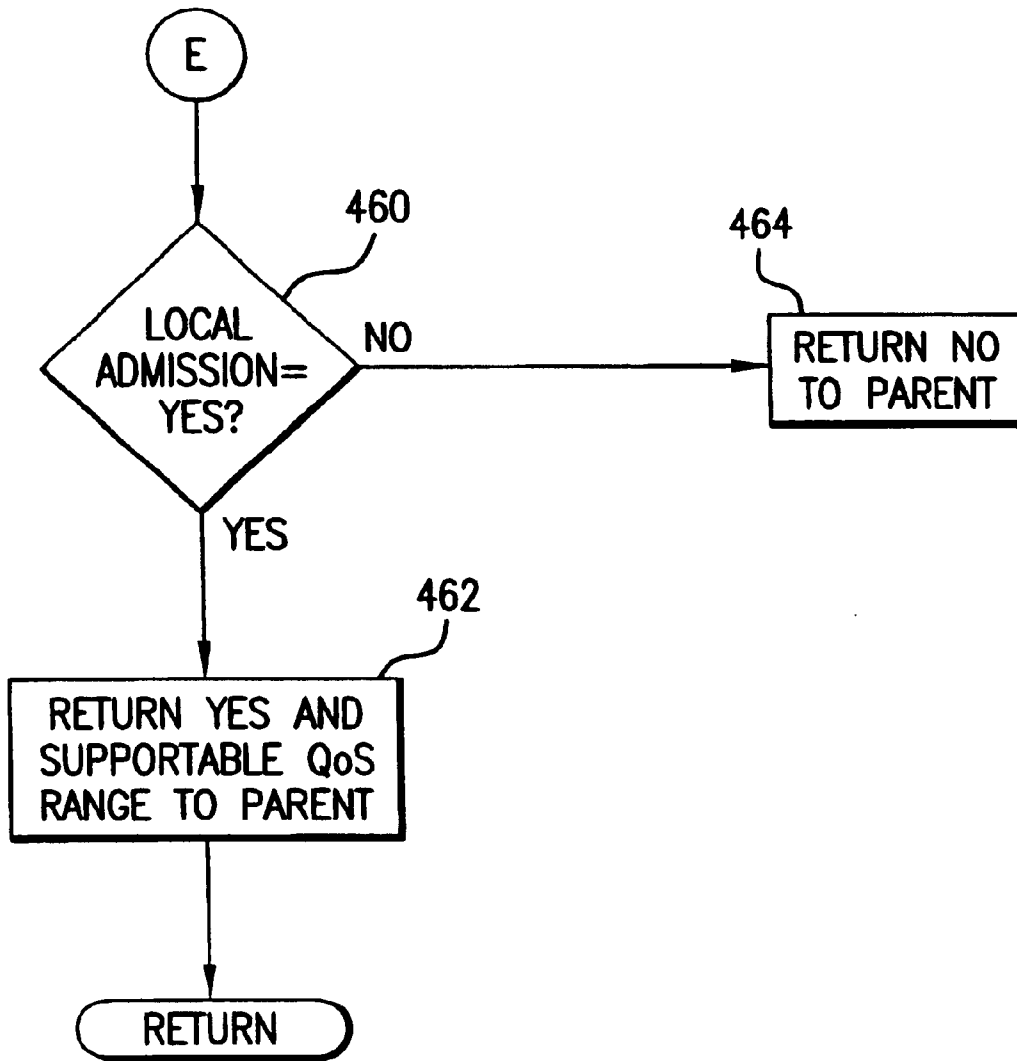 E
460
LOCAL
ADMISSION=
YES?
NO
464
RETURN NO
TO PARENT
YES
462
RETURN YES AND
SUPPORTABLE QoS
RANGE TO PARENT
RETURN